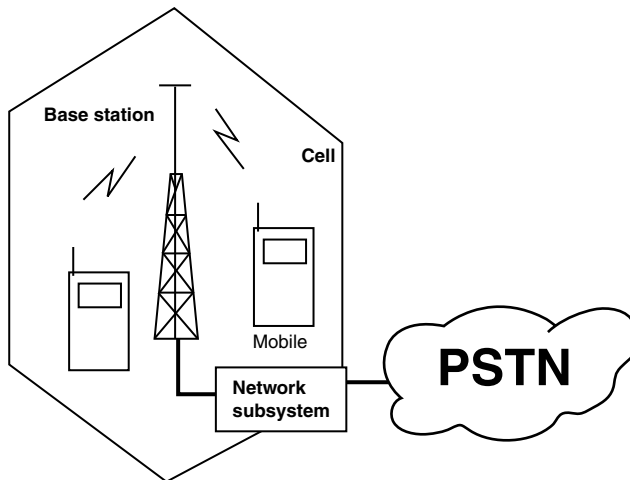 Base station
Cell
Mobile
Network
subsystem
PSTN